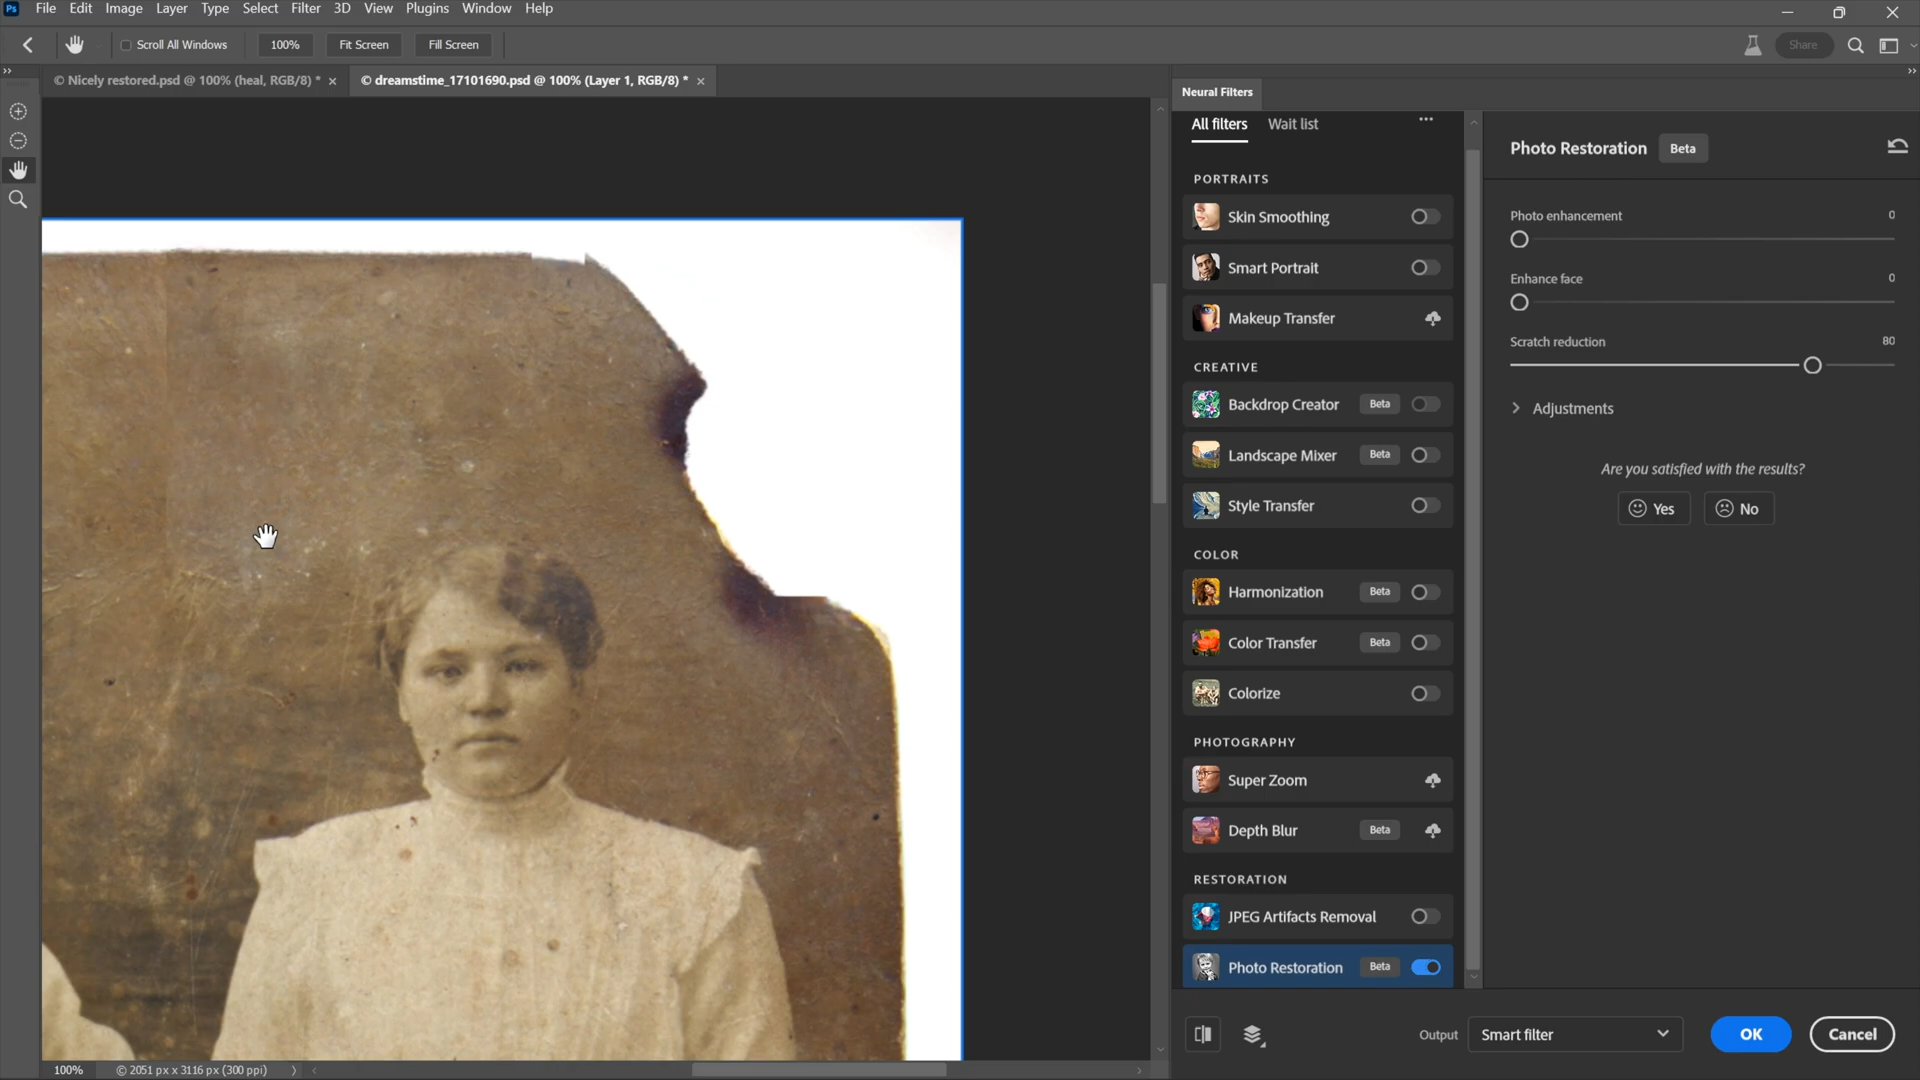 Ps File Edit Image Layer Type Select Filter 3D View Plugins Window Help
Scroll All Windows 100% Fit Screen Fill Screen Share
© Nicely restored.psd @ 100% (heal, RGB/8) * × © dreamstime_17101690.psd @ 100% (Layer 1, RGB/8) * ×
Neural Filters
All filters Wait list
PORTRAITS
Skin Smoothing
Smart Portrait
Makeup Transfer
CREATIVE
Backdrop Creator Beta
Landscape Mixer Beta
Style Transfer
COLOR
Harmonization Beta
Color Transfer Beta
Colorize
PHOTOGRAPHY
Super Zoom
Depth Blur Beta
RESTORATION
JPEG Artifacts Removal
Photo Restoration Beta
Photo Restoration Beta
Photo enhancement 0
Enhance face 0
Scratch reduction 80
Adjustments
Are you satisfied with the results?
Yes No
Output Smart filter OK Cancel
100% © 2051 px x 3116 px (300 ppi)